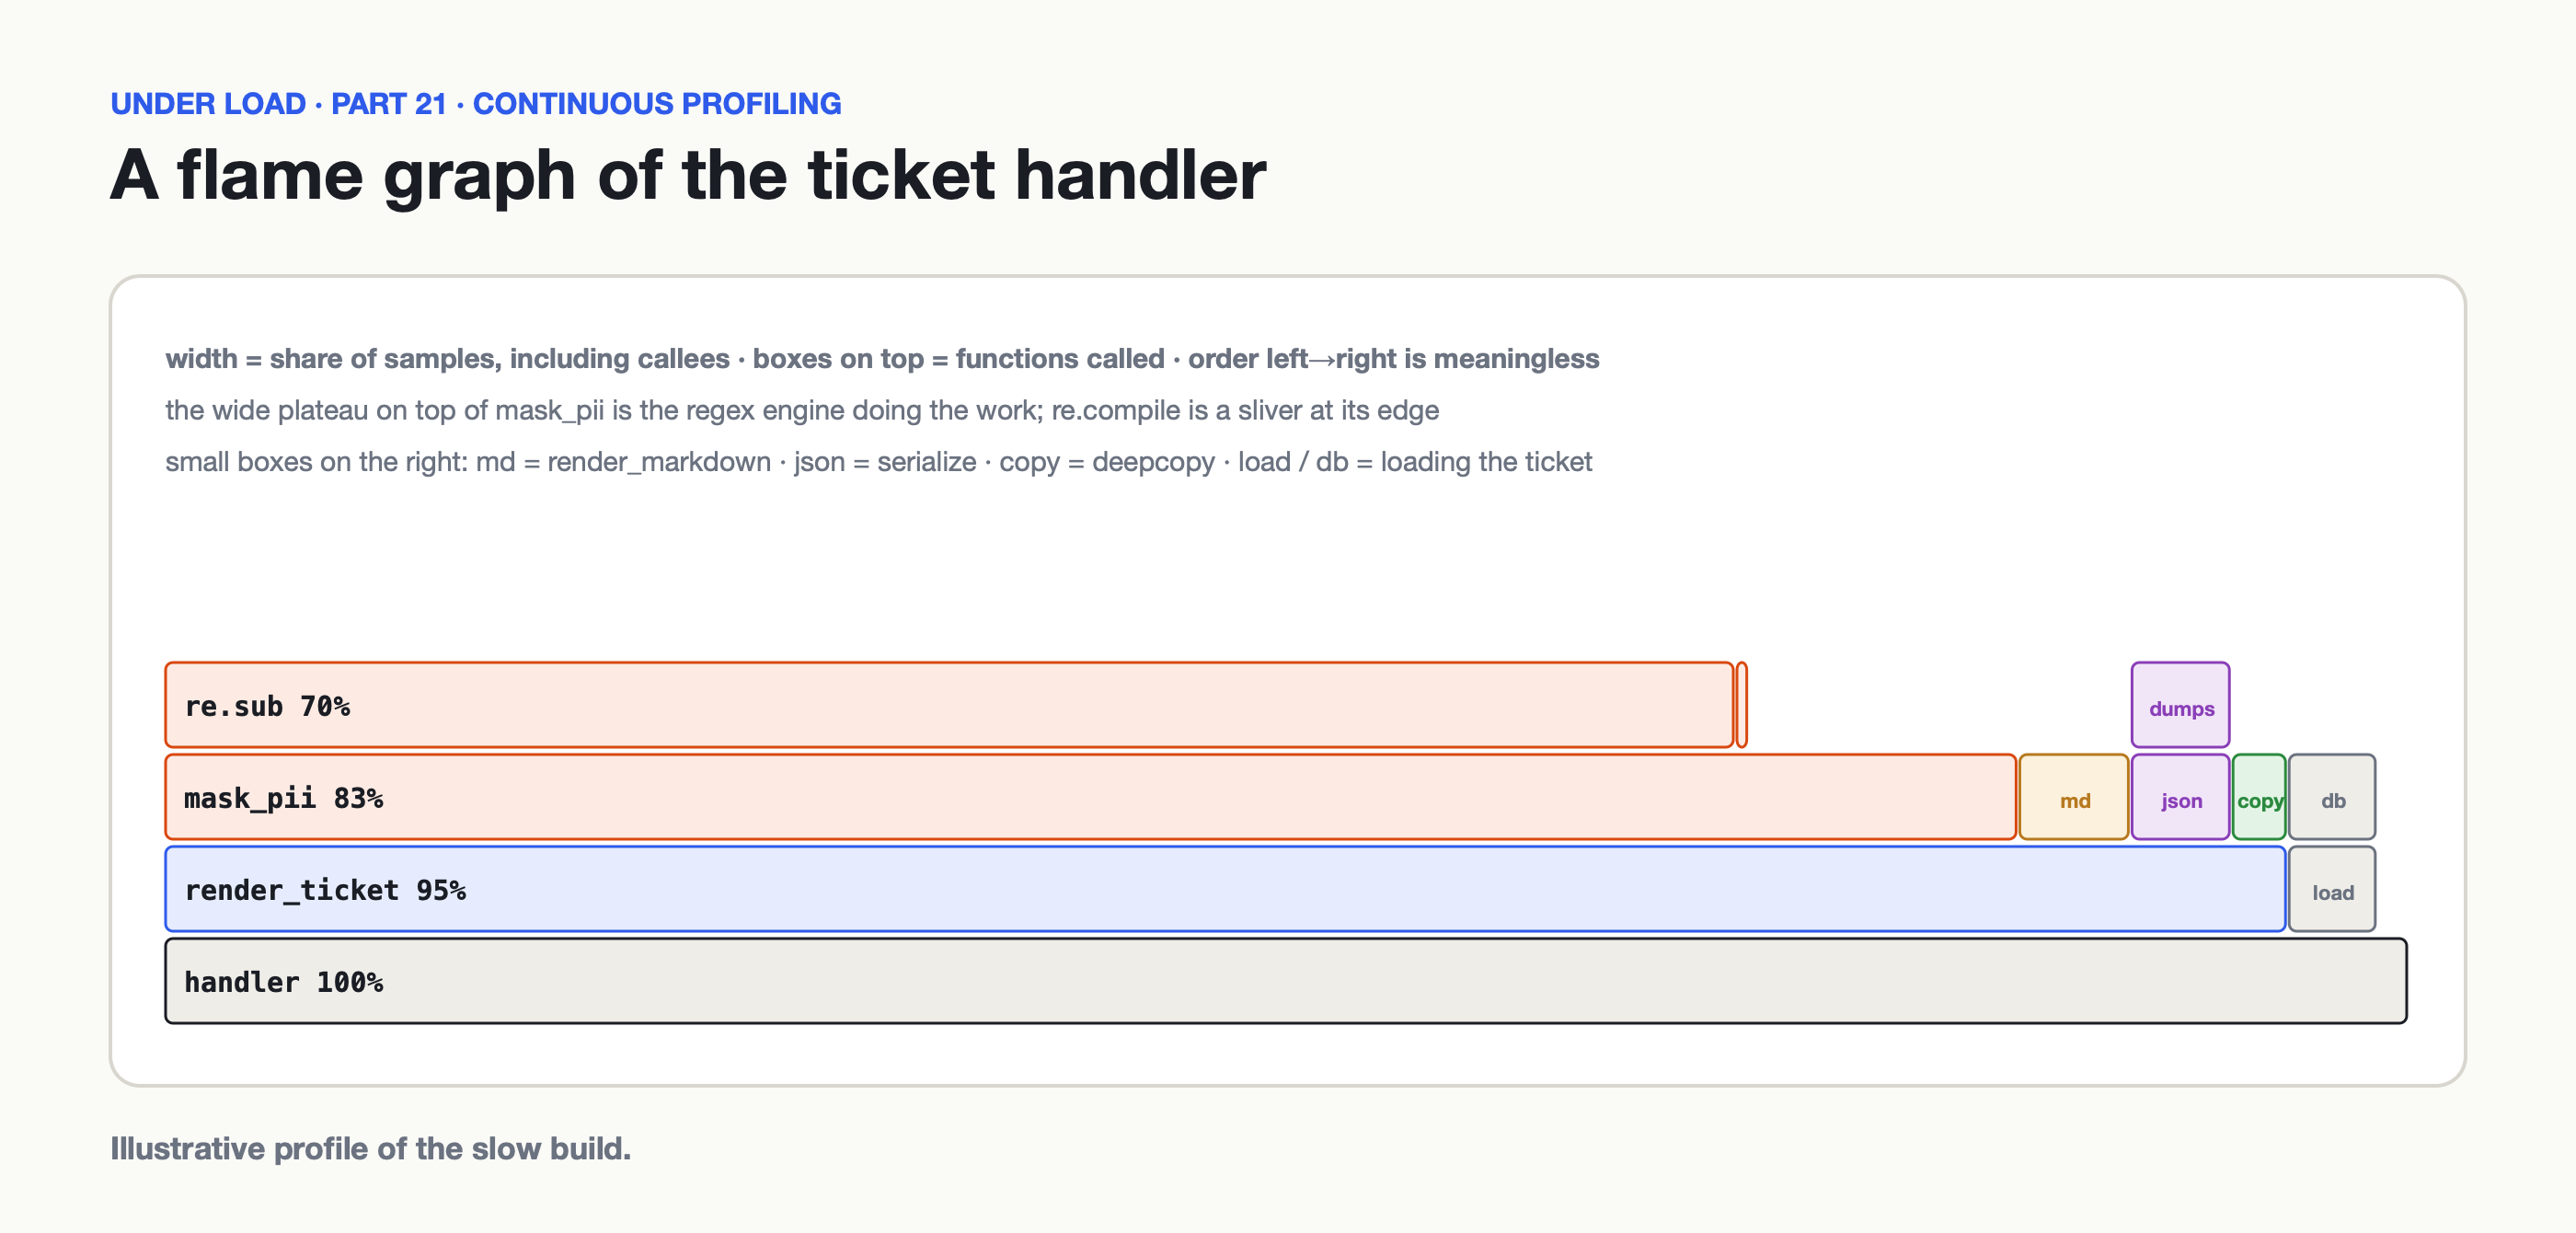 UNDER LOAD · PART 21 · CONTINUOUS PROFILING
A flame graph of the ticket handler
width = share of samples, including callees · boxes on top = functions called · order left→right is meaningless
the wide plateau on top of mask_pii is the regex engine doing the work; re.compile is a sliver at its edge
small boxes on the right: md = render_markdown · json = serialize · copy = deepcopy · load / db = loading the ticket
re.sub 70%
dumps
mask_pii 83%
md
json
copy
db
render_ticket 95%
load
handler 100%
Illustrative profile of the slow build.